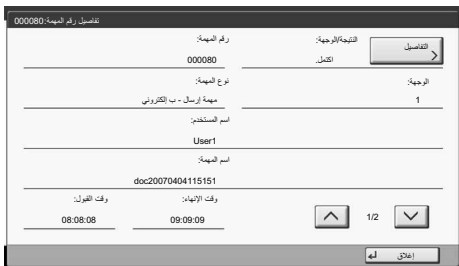 تفاصيل رقم المهمة:000080
رقم المهمة:
000080
النتيجة/الوجهة:
اكتمل.
التفاصيل
نوع المهمة:
مهمة إرسال - ب إلكتروني
الوجهة:
1
اسم المستخدم:
User1
اسم المهمة:
doc20070404115151
وقت الإنهاء:
09:09:09
وقت القبول:
08:08:08
1/2
إغلاق